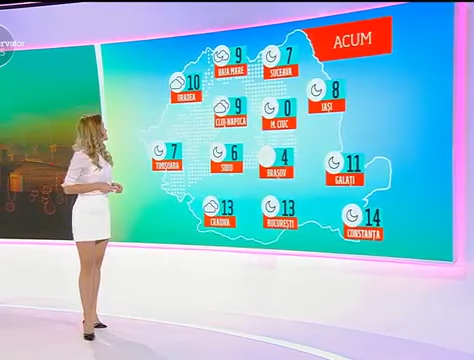 ervator
ACUM
9
BAIA MARE
7
SUCEAVA
10
ORADEA
8
IAȘI
9
CLUJ-NAPOCA
0
M. CIUC
7
TIMIȘOARA
6
SIBIU
4
BRAȘOV
11
GALAȚI
13
CRAIOVA
13
BUCUREȘTI
14
CONSTANȚA